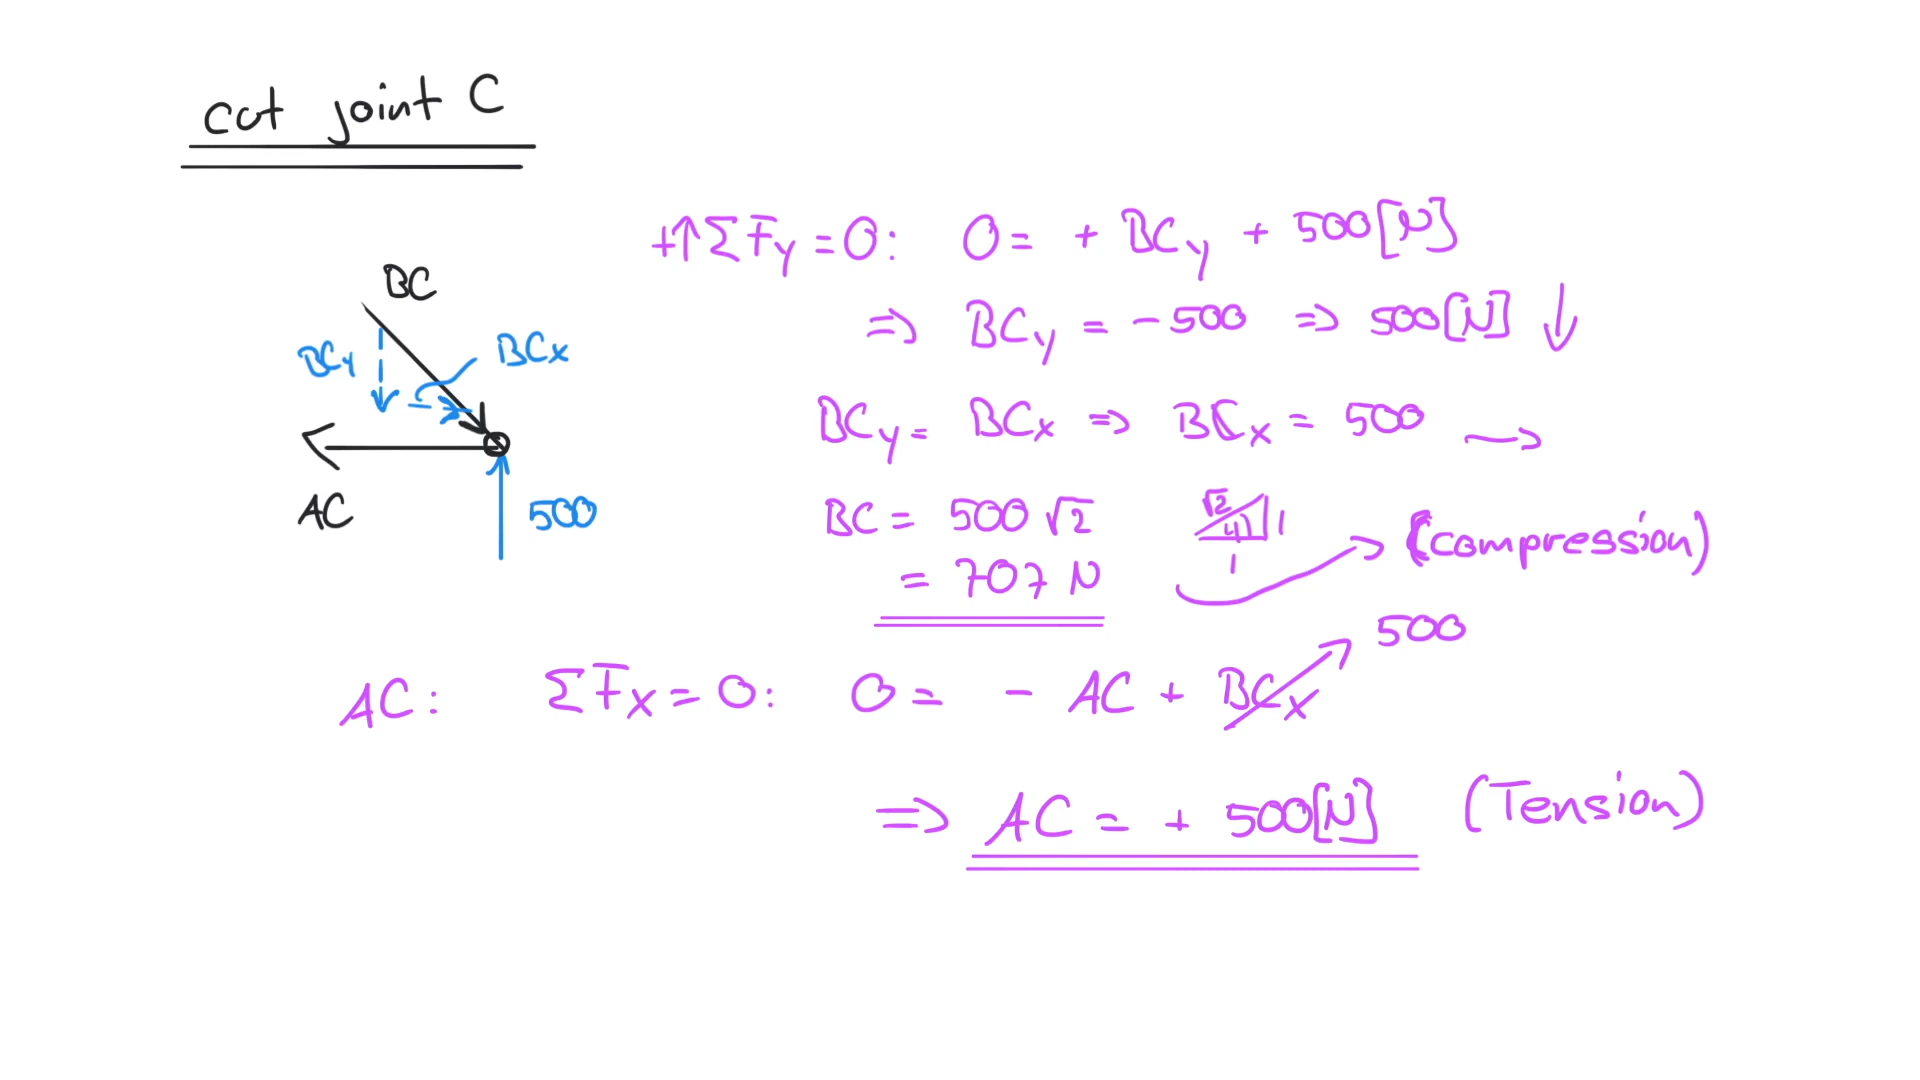 cut joint C
+↑ΣFy = 0: 0 = + BCy + 500[N]
⇒ BCy = -500 ⇒ 500[N] ↓
BCy = BCx ⇒ BCx = 500 →
BC = 500√2
= 707 N
√2
1
1
(compression)
BC
BCy
BCx
AC
500
AC: ΣFx = 0: 0 = - AC + BCx
500
⇒ AC = + 500[N] (Tension)